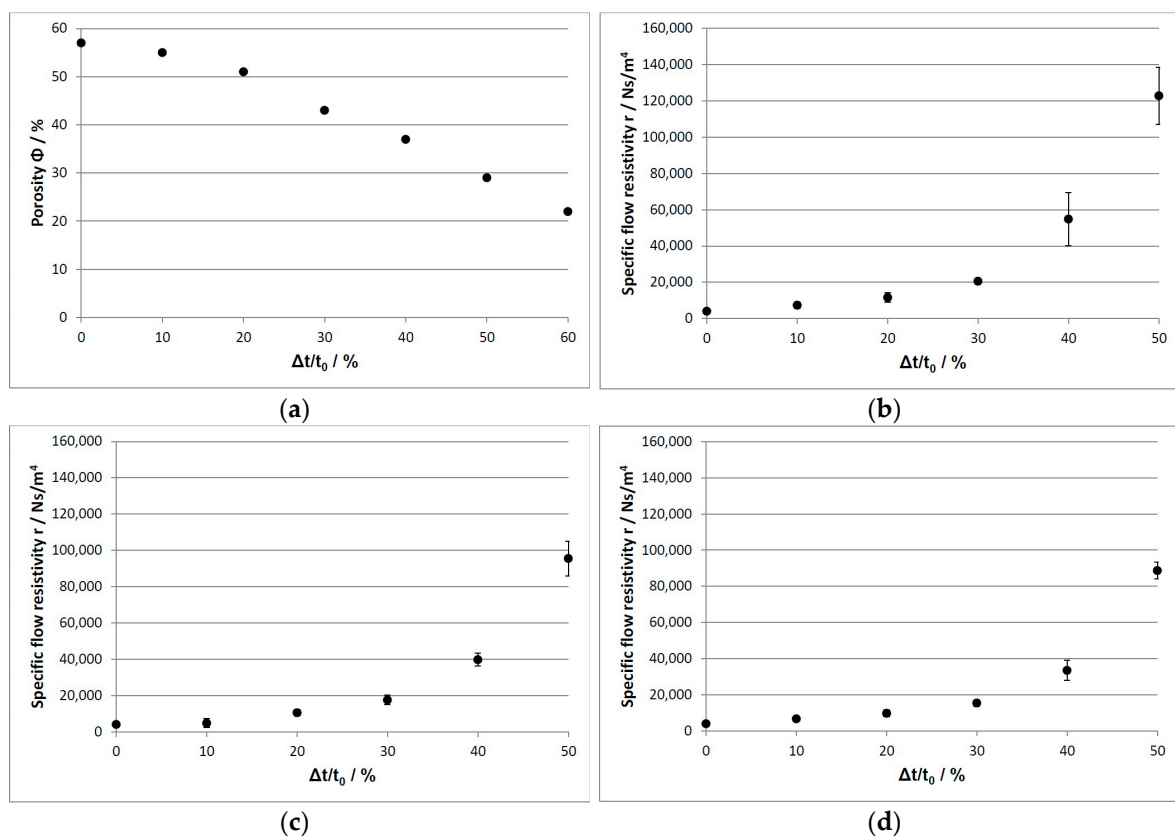 60
50
40
30
20
10
0
Porosity Φ / %
0 10 20 30 40 50 60
Δt/t₀ / %
(a)
160,000
140,000
120,000
100,000
80,000
60,000
40,000
20,000
0
Specific flow resistivity r / Ns/m⁴
0 10 20 30 40 50
Δt/t₀ / %
(b)
160,000
140,000
120,000
100,000
80,000
60,000
40,000
20,000
0
Specific flow resistivity r / Ns/m⁴
0 10 20 30 40 50
Δt/t₀ / %
(c)
160,000
140,000
120,000
100,000
80,000
60,000
40,000
20,000
0
Specific flow resistivity r / Ns/m⁴
0 10 20 30 40 50
Δt/t₀ / %
(d)